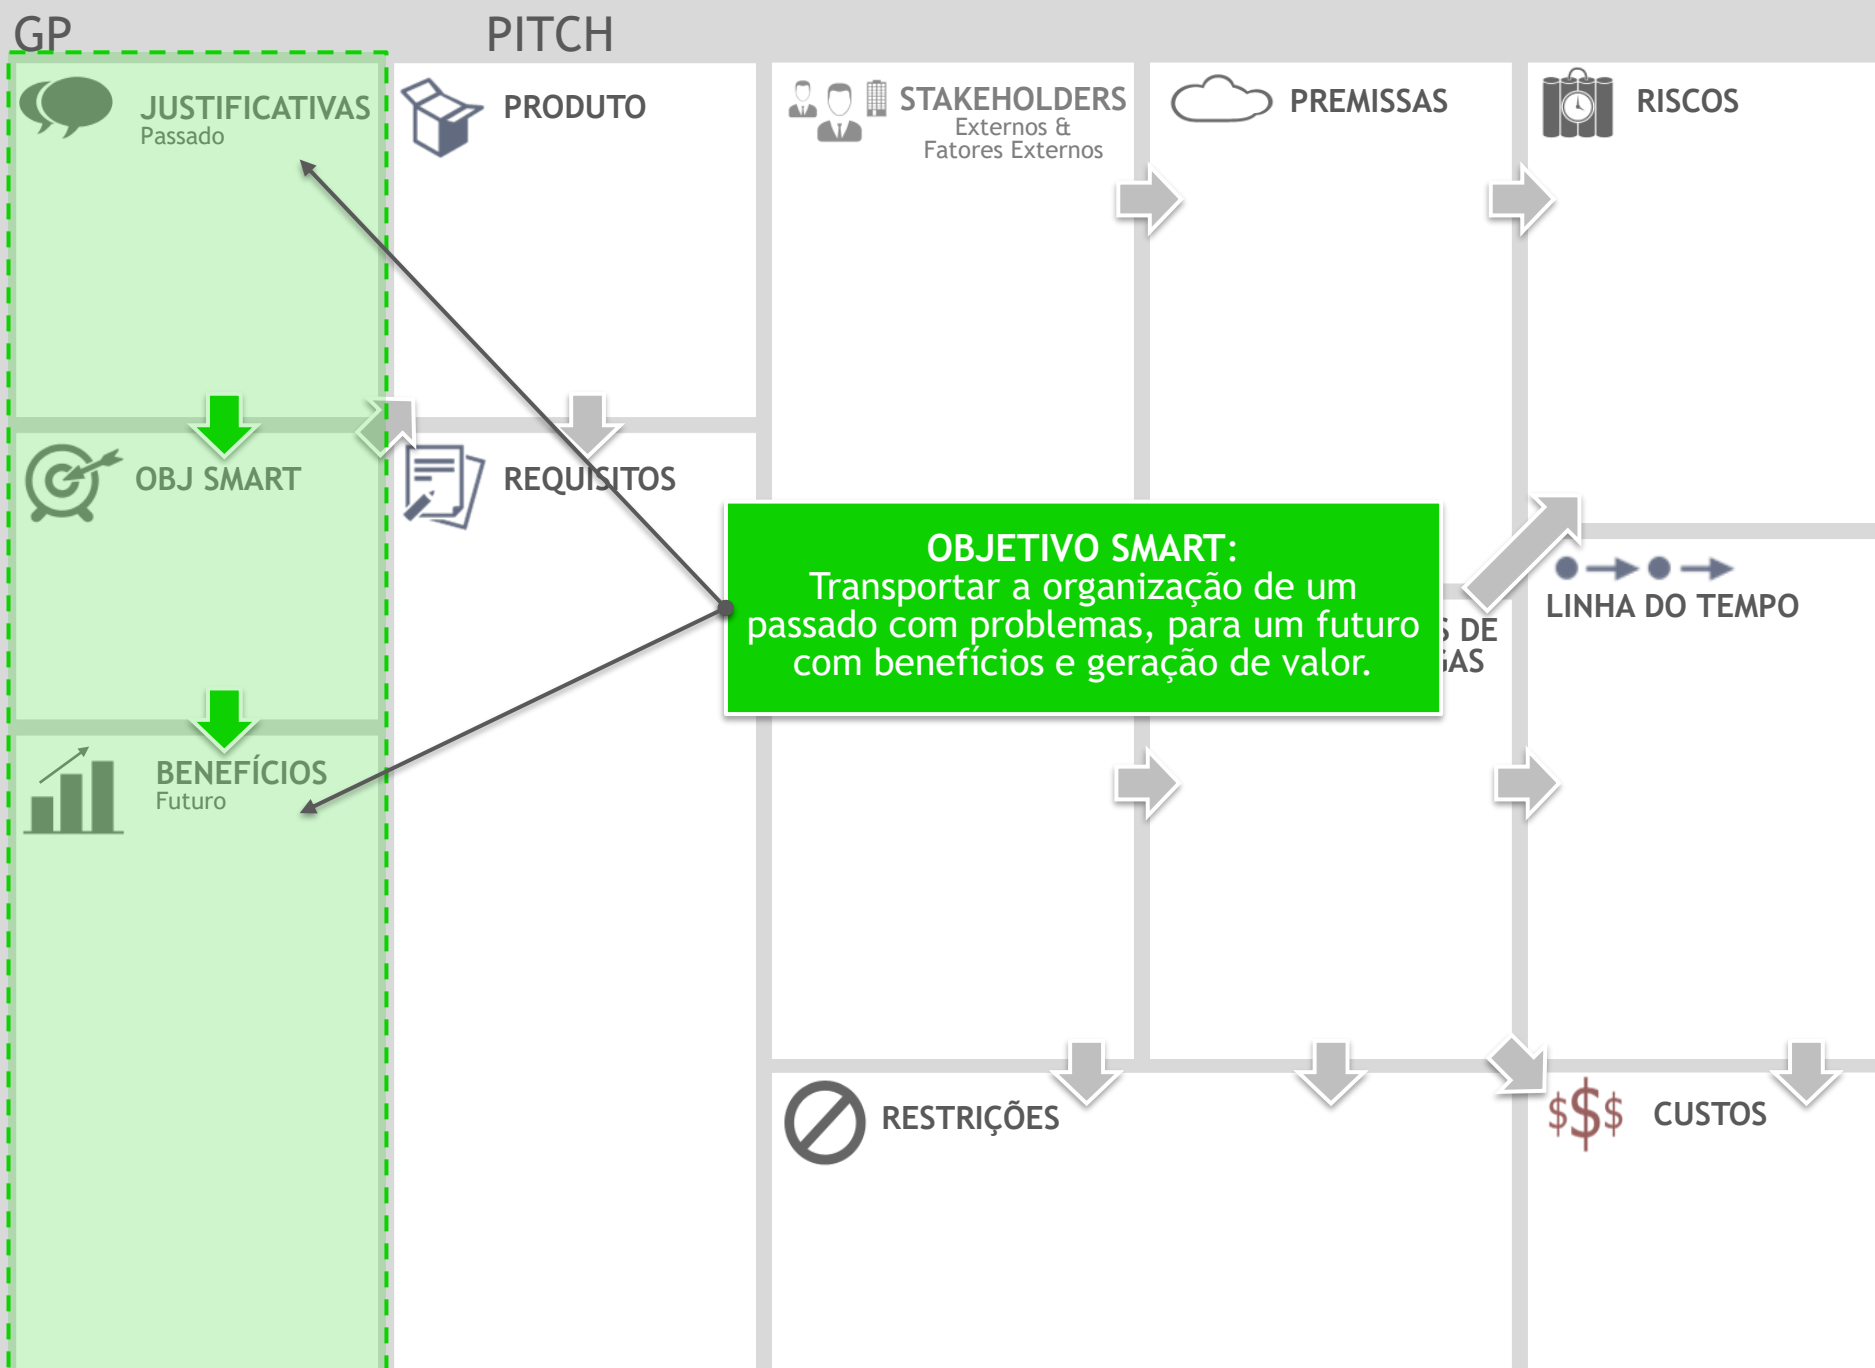 GP
PITCH
JUSTIFICATIVAS
Passado
PRODUTO
STAKEHOLDERS
Externos &
Fatores Externos
PREMISSAS
RISCOS
OBJ SMART
REQUISITOS
OBJETIVO SMART:
Transportar a organização de um
passado com problemas, para um futuro
com benefícios e geração de valor.
DE
LINHA DO TEMPO
BENEFÍCIOS
Futuro
RESTRIÇÕES
$$$
CUSTOS